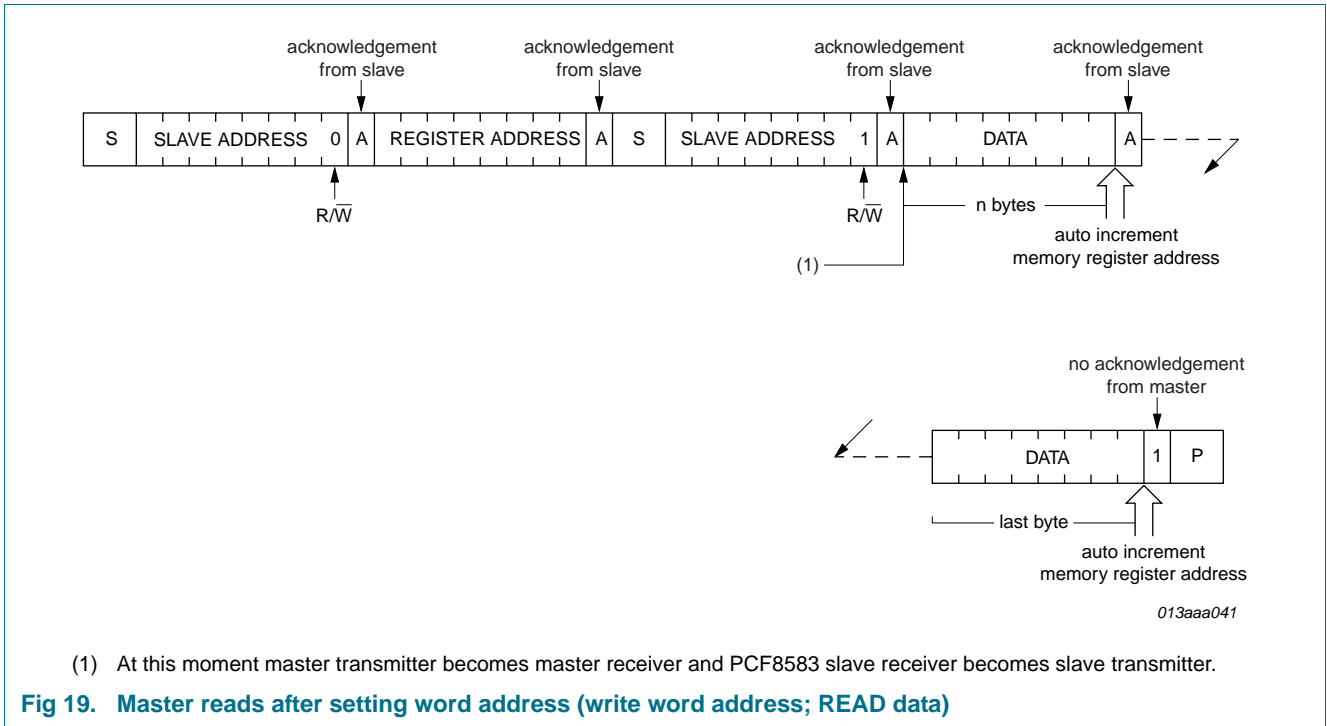 acknowledgement from slave
acknowledgement from slave
acknowledgement from slave
acknowledgement from slave
S SLAVE ADDRESS 0 A REGISTER ADDRESS A S SLAVE ADDRESS 1 A DATA A
R/W̅
R/W̅
n bytes
auto increment
memory register address
(1)
no acknowledgement
from master
DATA 1 P
last byte
auto increment
memory register address
013aaa041
(1) At this moment master transmitter becomes master receiver and PCF8583 slave receiver becomes slave transmitter.
Fig 19. Master reads after setting word address (write word address; READ data)